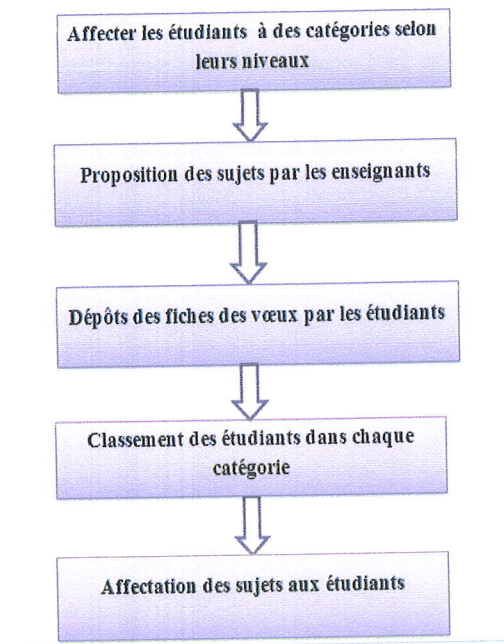 Affecter les étudiants à des catégories selon
leurs niveaux
Proposition des sujets par les enseignants
Dépôts des fiches des vœux par les étudiants
Classement des étudiants dans chaque
catégorie
Affectation des sujets aux étudiants